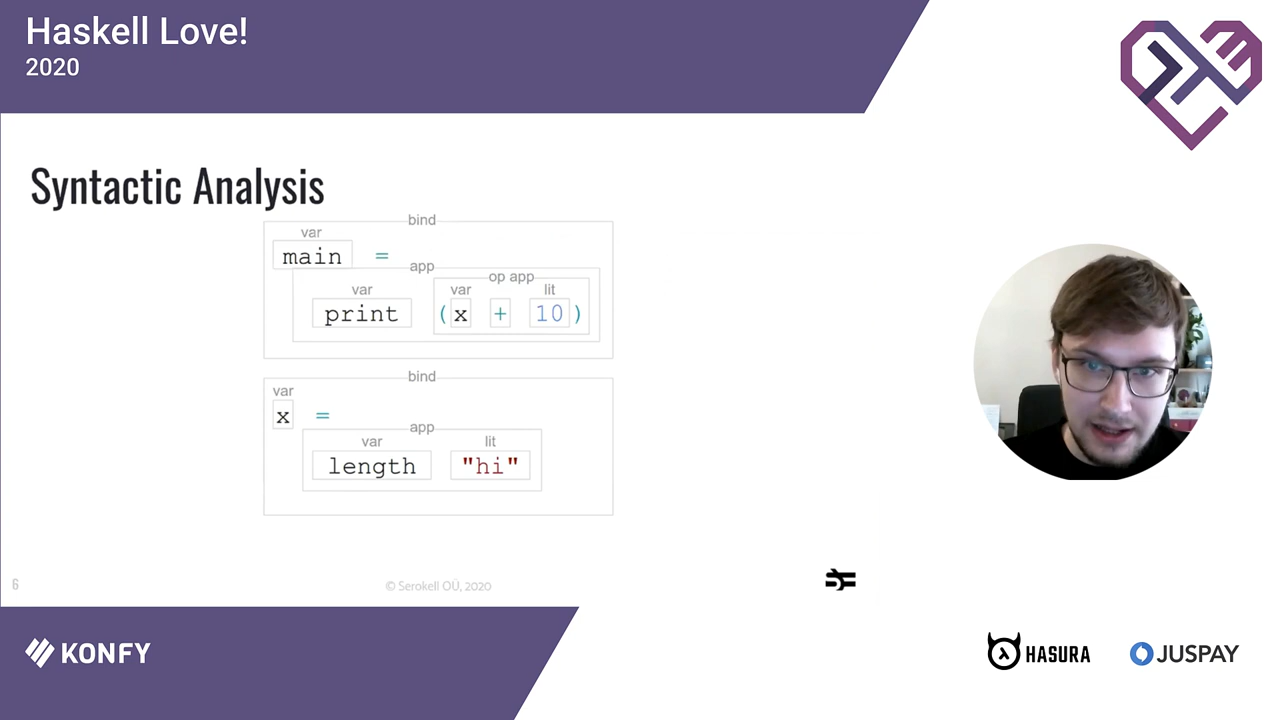 Haskell Love!
2020
Syntactic Analysis
bind
var
main =
app
op app
var var lit
print ( x + 10 )
bind
var
x =
app
var lit
length "hi"
6
© Serokell OÜ, 2020
KONFY
HASURA
JUSPAY